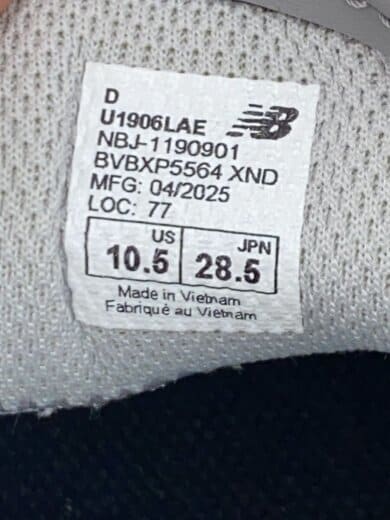 D
U1906LAE
NBJ-1190901
BVBXP5564 XND
MFG: 04/2025
LOC: 77
US JPN
10.5 28.5
Made in Vietnam
Fabriqué au Vietnam